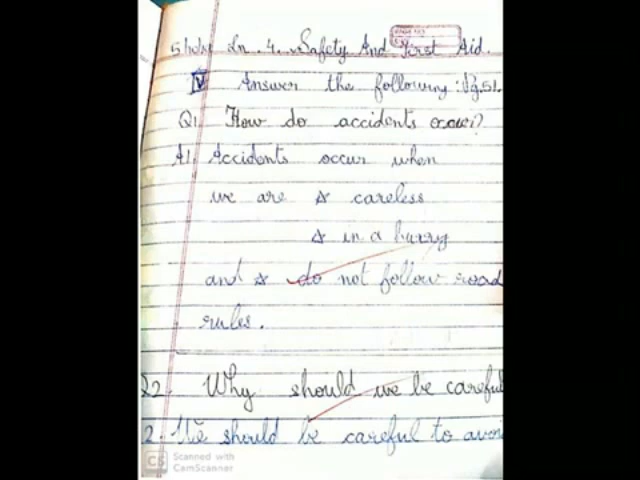 Ln. 4. Safety And First Aid.
V Answer the following: Pg.51.
Q1. How do accidents occur?
A1. Accidents occur when
we are ☆ careless
☆ in a hurry
and ☆ do not follow road
rules.
Q2. Why should we be careful
2. We should be careful to avoi
CS Scanned with
CamScanner